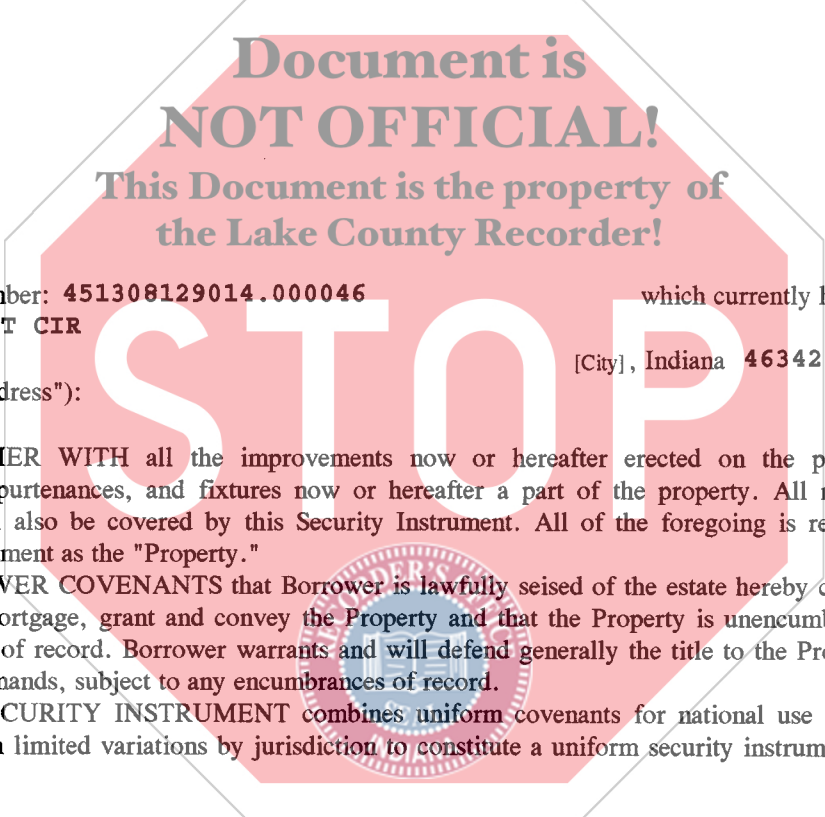 Document is
NOT OFFICIAL!
This Document is the property of
the Lake County Recorder!
nber: 451308129014.000046 which currently h
T CIR
[City], Indiana 46342
dress"):
STOP
IER WITH all the improvements now or hereafter erected on the p
purtenances, and fixtures now or hereafter a part of the property. All r
also be covered by this Security Instrument. All of the foregoing is re
ment as the "Property."
VER COVENANTS that Borrower is lawfully seised of the estate hereby c
ortgage, grant and convey the Property and that the Property is unencumb
of record. Borrower warrants and will defend generally the title to the Pro
nands, subject to any encumbrances of record.
CURITY INSTRUMENT combines uniform covenants for national use
limited variations by jurisdiction to constitute a uniform security instrum
INDIANA